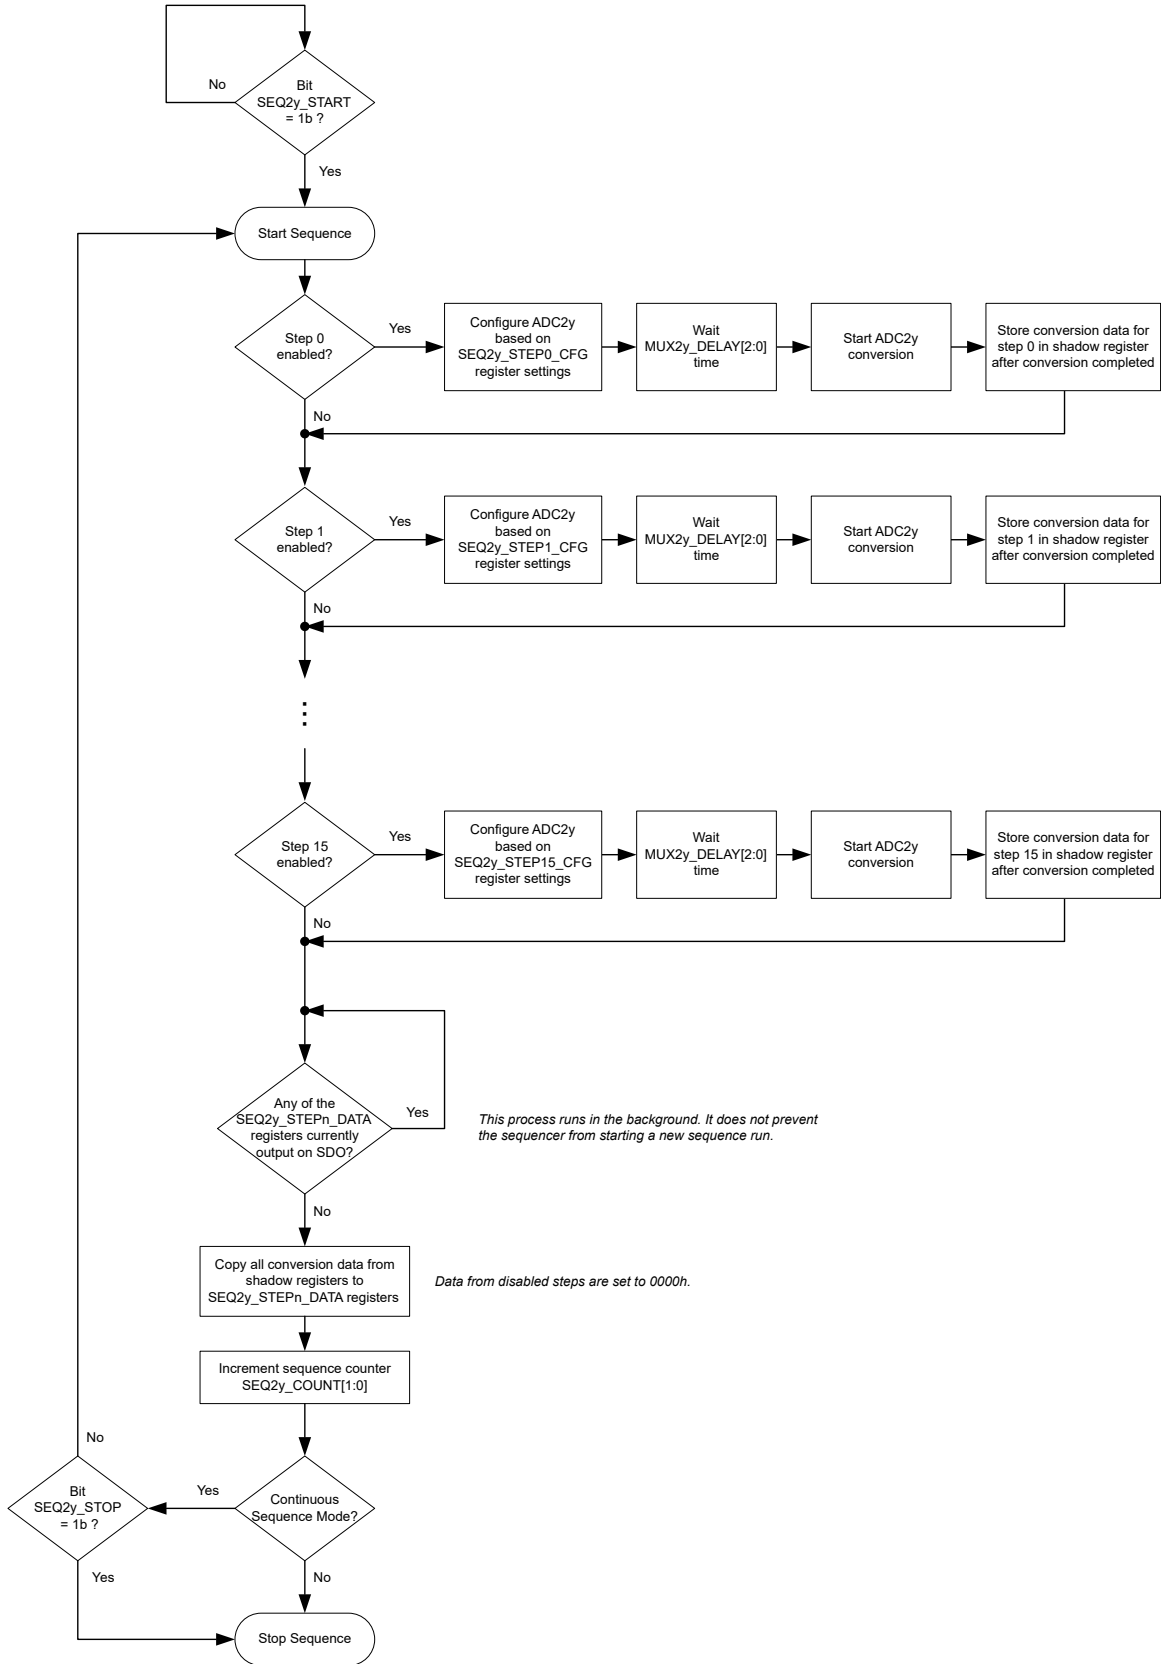 No
Bit
SEQ2y_START
= 1b ?
Yes
Start Sequence
Step 0
enabled?
Yes
Configure ADC2y
based on
SEQ2y_STEP0_CFG
register settings
Wait
MUX2y_DELAY[2:0]
time
Start ADC2y
conversion
Store conversion data for
step 0 in shadow register
after conversion completed
No
Step 1
enabled?
Yes
Configure ADC2y
based on
SEQ2y_STEP1_CFG
register settings
Wait
MUX2y_DELAY[2:0]
time
Start ADC2y
conversion
Store conversion data for
step 1 in shadow register
after conversion completed
No
⋮
Step 15
enabled?
Yes
Configure ADC2y
based on
SEQ2y_STEP15_CFG
register settings
Wait
MUX2y_DELAY[2:0]
time
Start ADC2y
conversion
Store conversion data for
step 15 in shadow register
after conversion completed
No
Any of the
SEQ2y_STEPn_DATA
registers currently
output on SDO?
Yes
This process runs in the background. It does not prevent
the sequencer from starting a new sequence run.
No
Copy all conversion data from
shadow registers to
SEQ2y_STEPn_DATA registers
Data from disabled steps are set to 0000h.
Increment sequence counter
SEQ2y_COUNT[1:0]
No
Bit
SEQ2y_STOP
= 1b ?
Yes
Continuous
Sequence Mode?
Yes
No
Stop Sequence